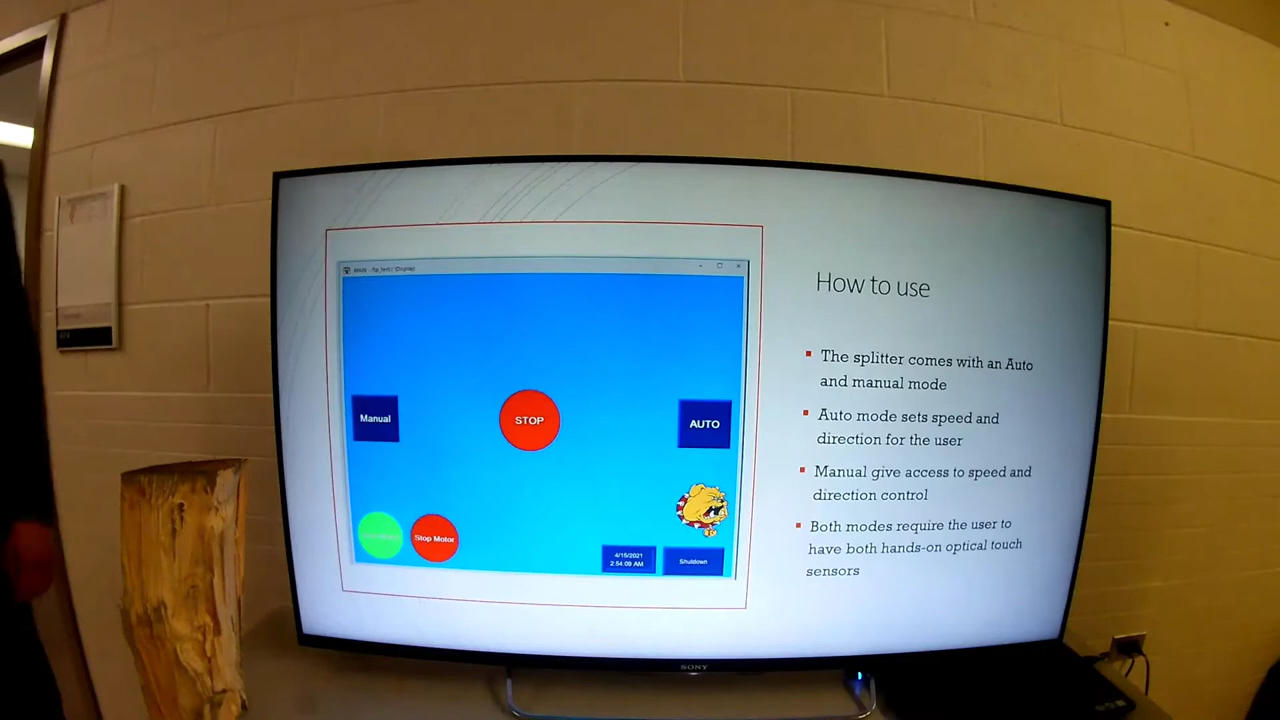 How to use
The splitter comes with an Auto
and manual mode
Auto mode sets speed and
direction for the user
Manual give access to speed and
direction control
Both modes require the user to
have both hands-on optical touch
sensors
Manual
STOP
AUTO
Stop Motor
4/15/2021
2:54:09 AM
Shutdown
SONY